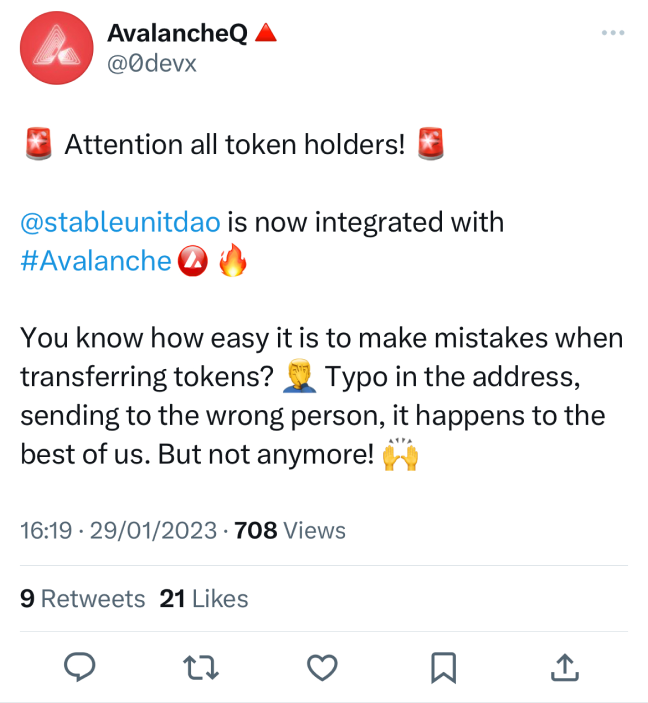 AvalancheQ 🔺
@0devx
🚨 Attention all token holders! 🚨
@stableunitdao is now integrated with
#Avalanche 🔥
You know how easy it is to make mistakes when
transferring tokens? 🤦‍♂️ Typo in the address,
sending to the wrong person, it happens to the
best of us. But not anymore! 🙌
16:19 · 29/01/2023 · 708 Views
9 Retweets 21 Likes